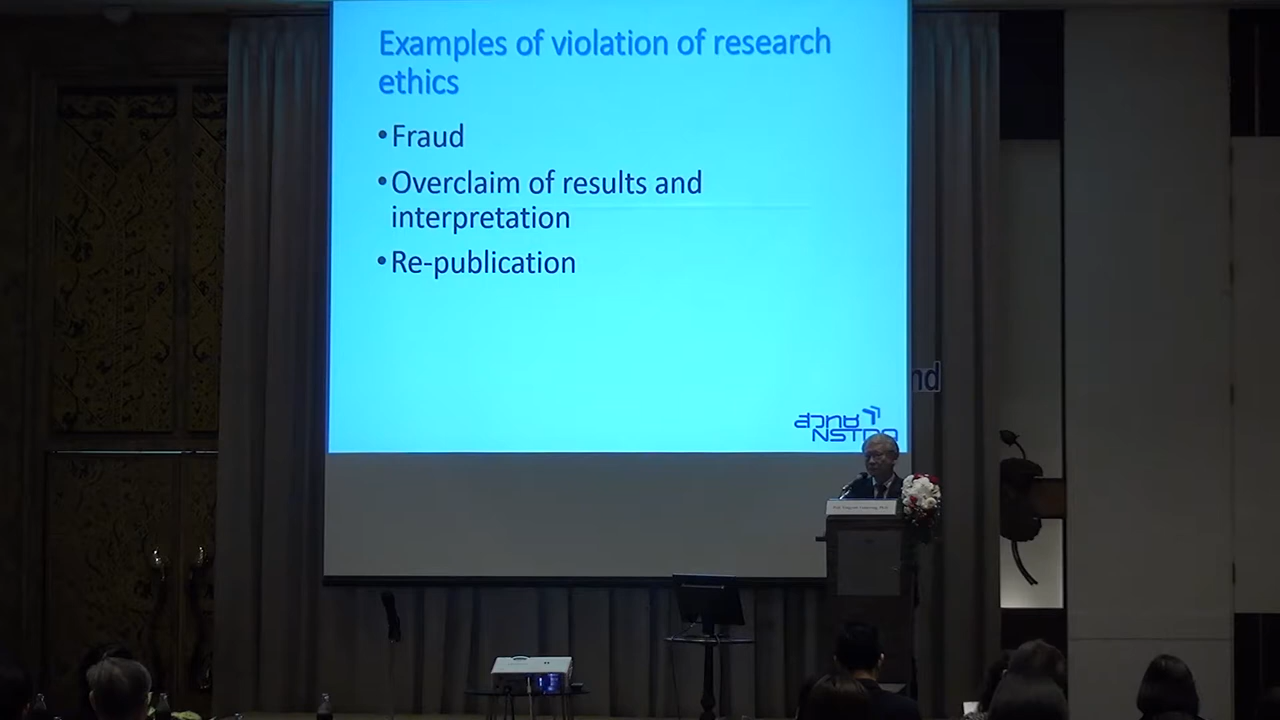 Examples of violation of research
ethics
•Fraud
•Overclaim of results and
interpretation
•Re-publication
nd
สวทช
NSTDA